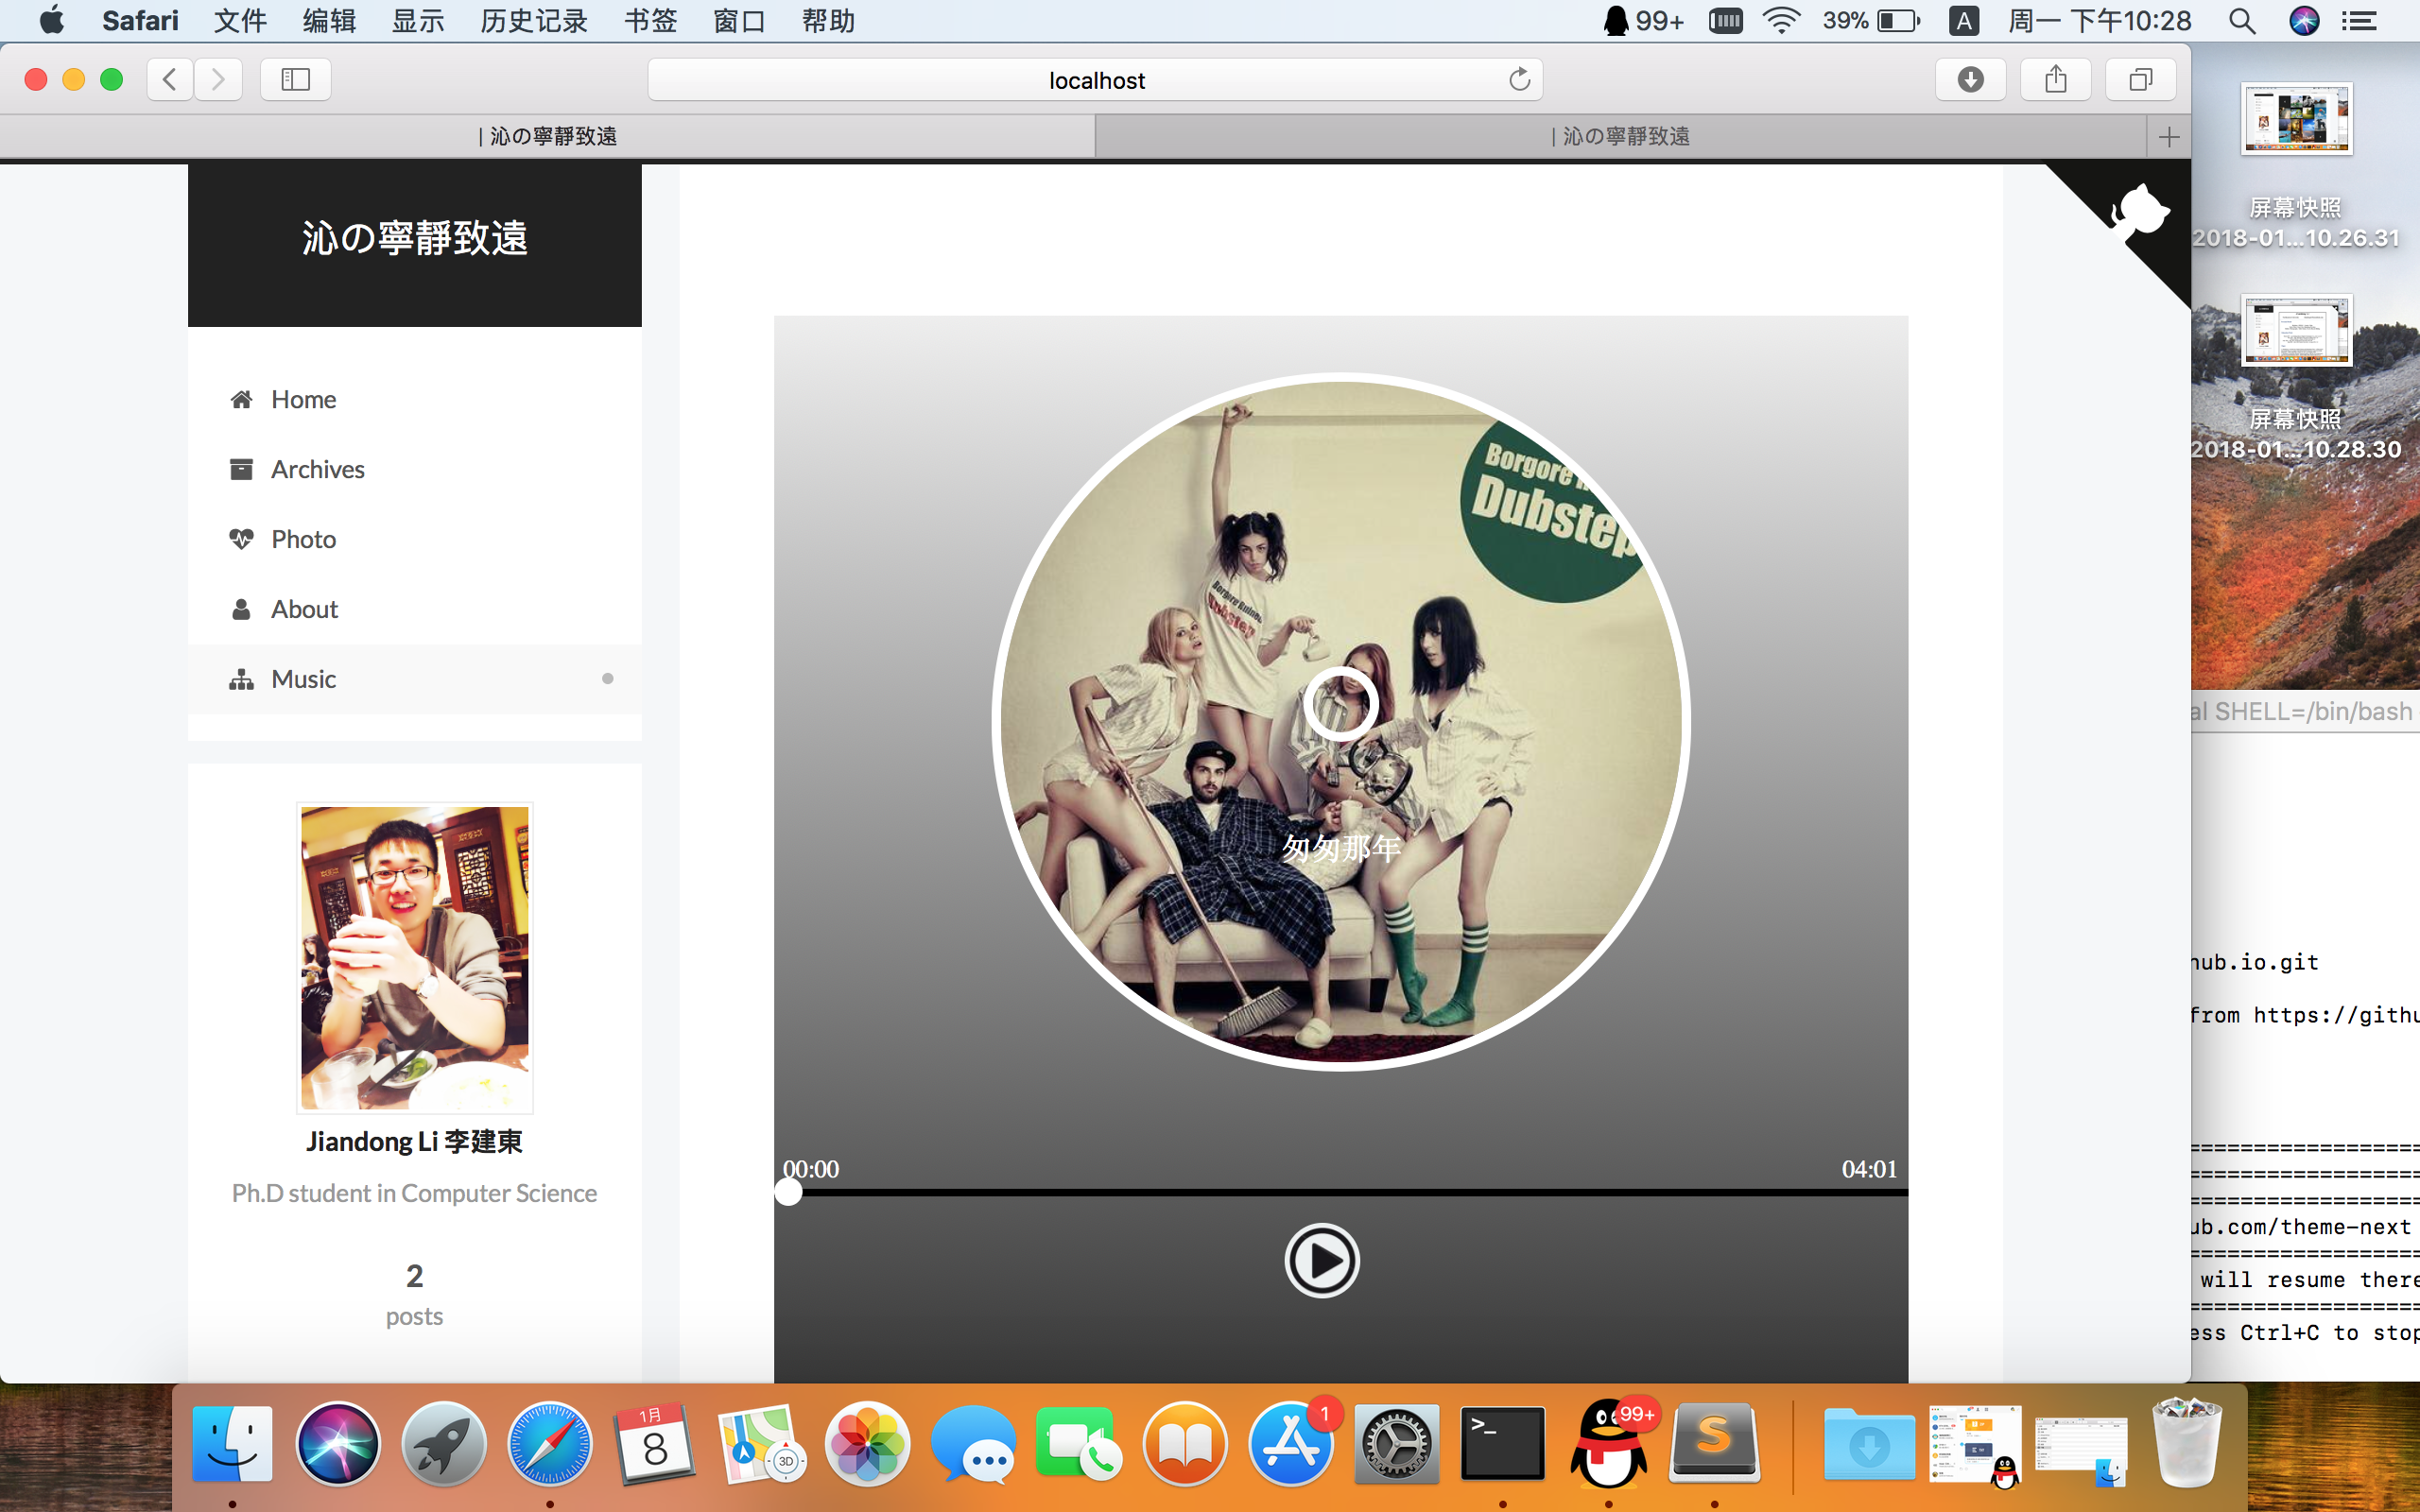 Safari 文件 编辑 显示 历史记录 书签 窗口 帮助 99+ 39% A 周一 下午10:28
localhost
| 沁の寧靜致遠
| 沁の寧靜致遠
沁の寧靜致遠
Home
Archives
Photo
About
Music
Jiandong Li 李建東
Ph.D student in Computer Science
2
posts
Borgore
Dubstep
Borgore Ruined
Dubstep
匆匆那年
00:00
04:01
屏幕快照
2018-01...10.26.31
屏幕快照
2018-01...10.28.30
al SHELL=/bin/bash
hub.io.git
from https://githu
==================
==================
==================
ub.com/theme-next
==================
will resume there
==================
ess Ctrl+C to stop
1月
8
3D
1
>_
99+
S